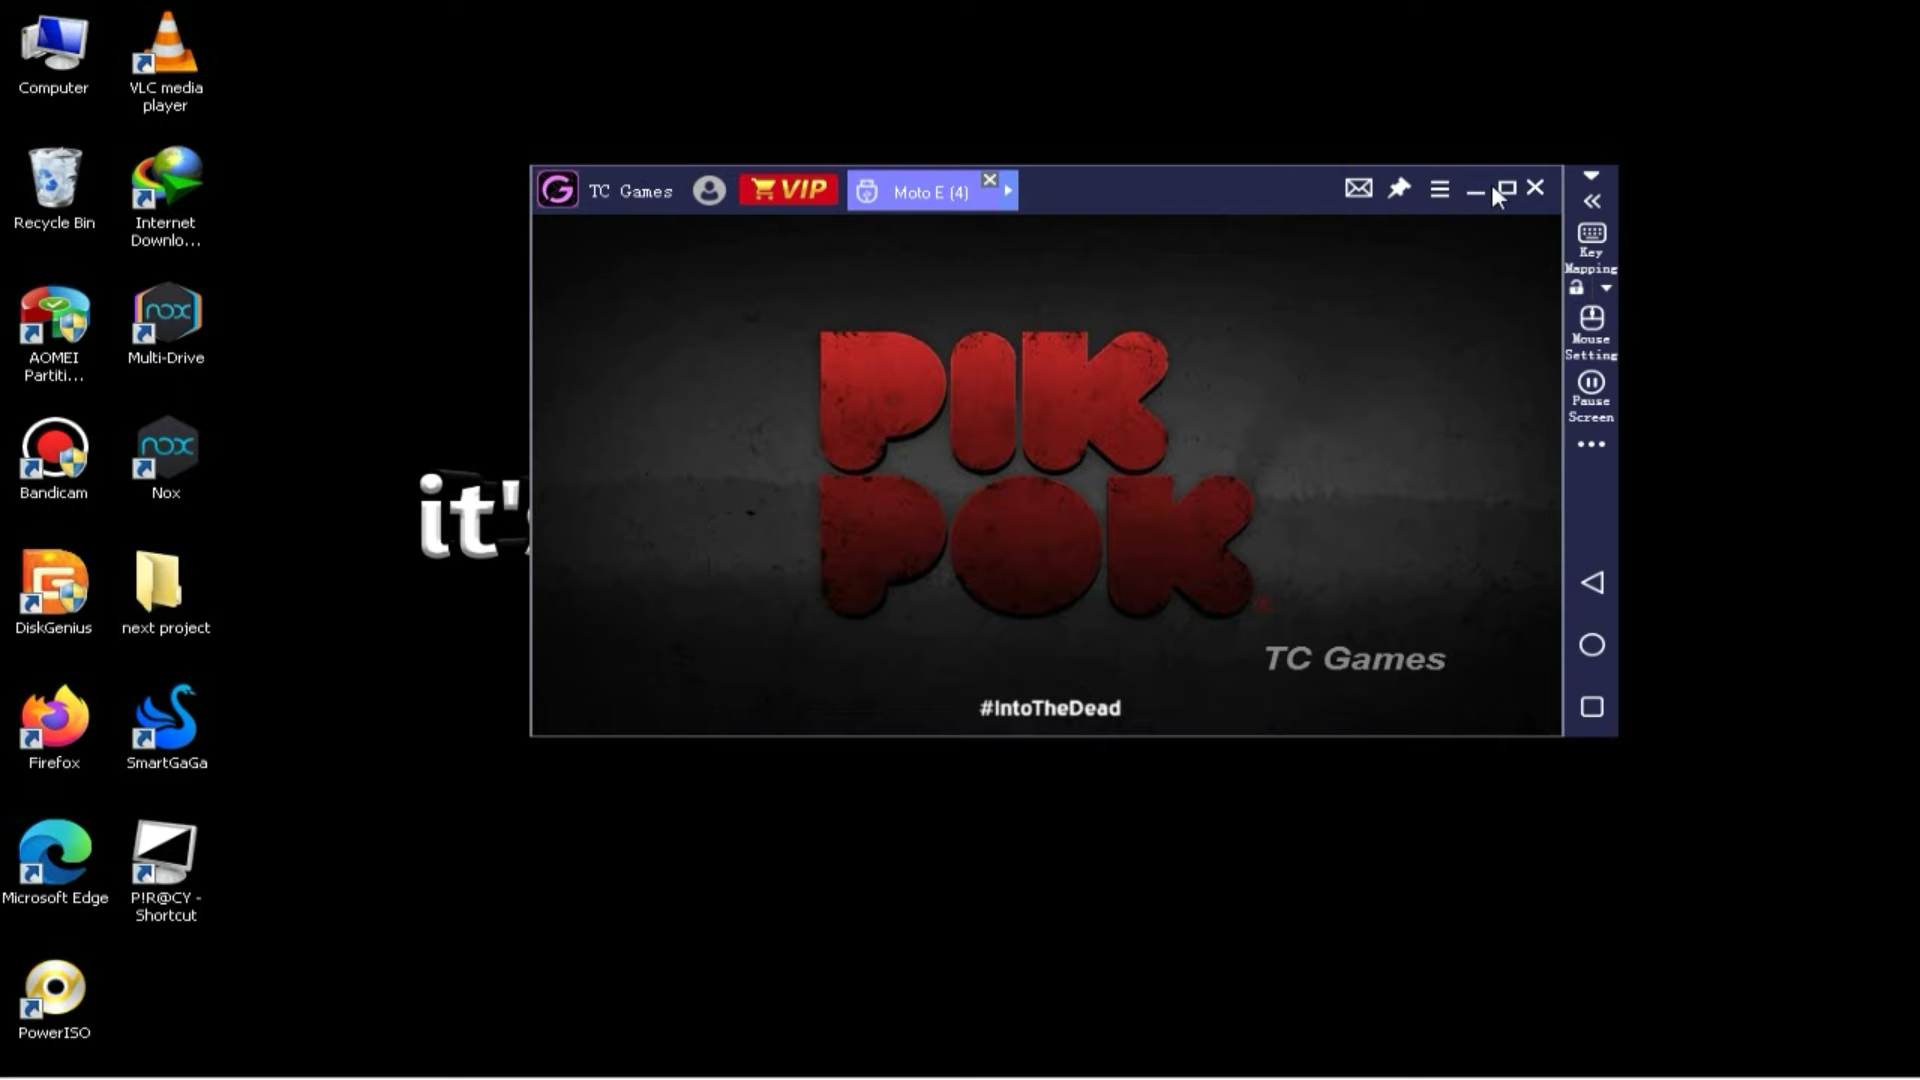 Computer
VLC media
player
Recycle Bin
Internet
Downlo...
AOMEI
Partiti...
nox
Multi-Drive
Bandicam
nox
Nox
DiskGenius
next project
Firefox
SmartGaGa
Microsoft Edge
P!R@CY -
Shortcut
PowerISO
it'
TC Games
VIP
Moto E (4)
PIK
POK
®
TC Games
#IntoTheDead
Key
Mapping
Mouse
Setting
Pause
Screen